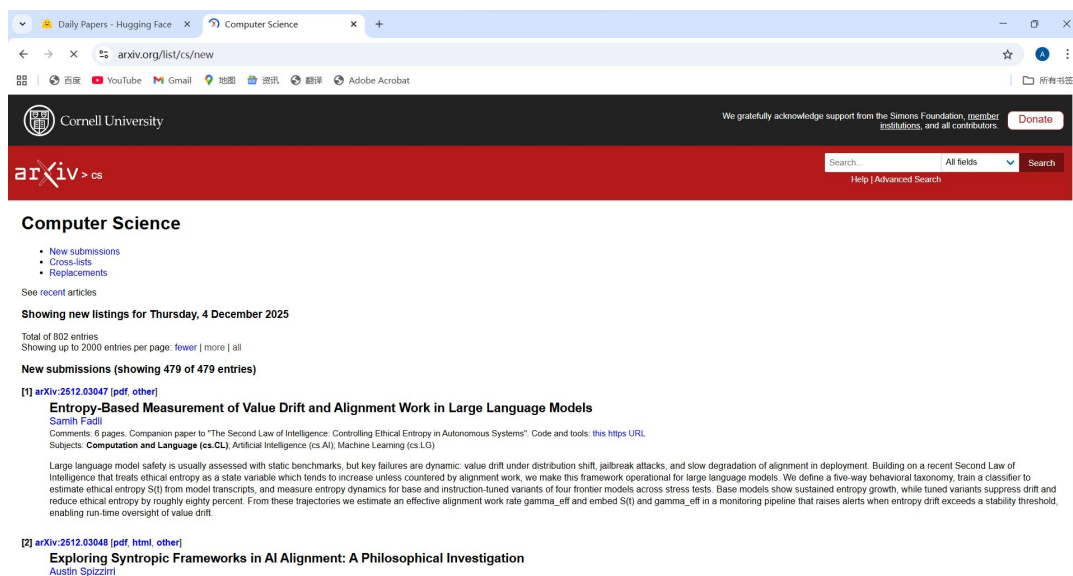 Daily Papers - Hugging Face
Computer Science
arxiv.org/list/cs/new
A
百度 YouTube Gmail 地图 资讯 翻译 Adobe Acrobat 所有书签
Cornell University
We gratefully acknowledge support from the Simons Foundation, member
institutions, and all contributors.
Donate
arXiv > cs
Search...
All fields
Search
Help | Advanced Search
Computer Science
• New submissions
• Cross-lists
• Replacements
See recent articles
Showing new listings for Thursday, 4 December 2025
Total of 802 entries
Showing up to 2000 entries per page: fewer | more | all
New submissions (showing 479 of 479 entries)
[1] arXiv:2512.03047 [pdf, other]
Entropy-Based Measurement of Value Drift and Alignment Work in Large Language Models
Samih Fadli
Comments: 6 pages. Companion paper to "The Second Law of Intelligence: Controlling Ethical Entropy in Autonomous Systems". Code and tools: this https URL
Subjects: Computation and Language (cs.CL); Artificial Intelligence (cs.AI); Machine Learning (cs.LG)
Large language model safety is usually assessed with static benchmarks, but key failures are dynamic: value drift under distribution shift, jailbreak attacks, and slow degradation of alignment in deployment. Building on a recent Second Law of
Intelligence that treats ethical entropy as a state variable which tends to increase unless countered by alignment work, we make this framework operational for large language models. We define a five-way behavioral taxonomy, train a classifier to
estimate ethical entropy S(t) from model transcripts, and measure entropy dynamics for base and instruction-tuned variants of four frontier models across stress tests. Base models show sustained entropy growth, while tuned variants suppress drift and
reduce ethical entropy by roughly eighty percent. From these trajectories we estimate an effective alignment work rate gamma_eff and embed S(t) and gamma_eff in a monitoring pipeline that raises alerts when entropy drift exceeds a stability threshold,
enabling run-time oversight of value drift.
[2] arXiv:2512.03048 [pdf, html, other]
Exploring Syntropic Frameworks in AI Alignment: A Philosophical Investigation
Austin Spizzirri